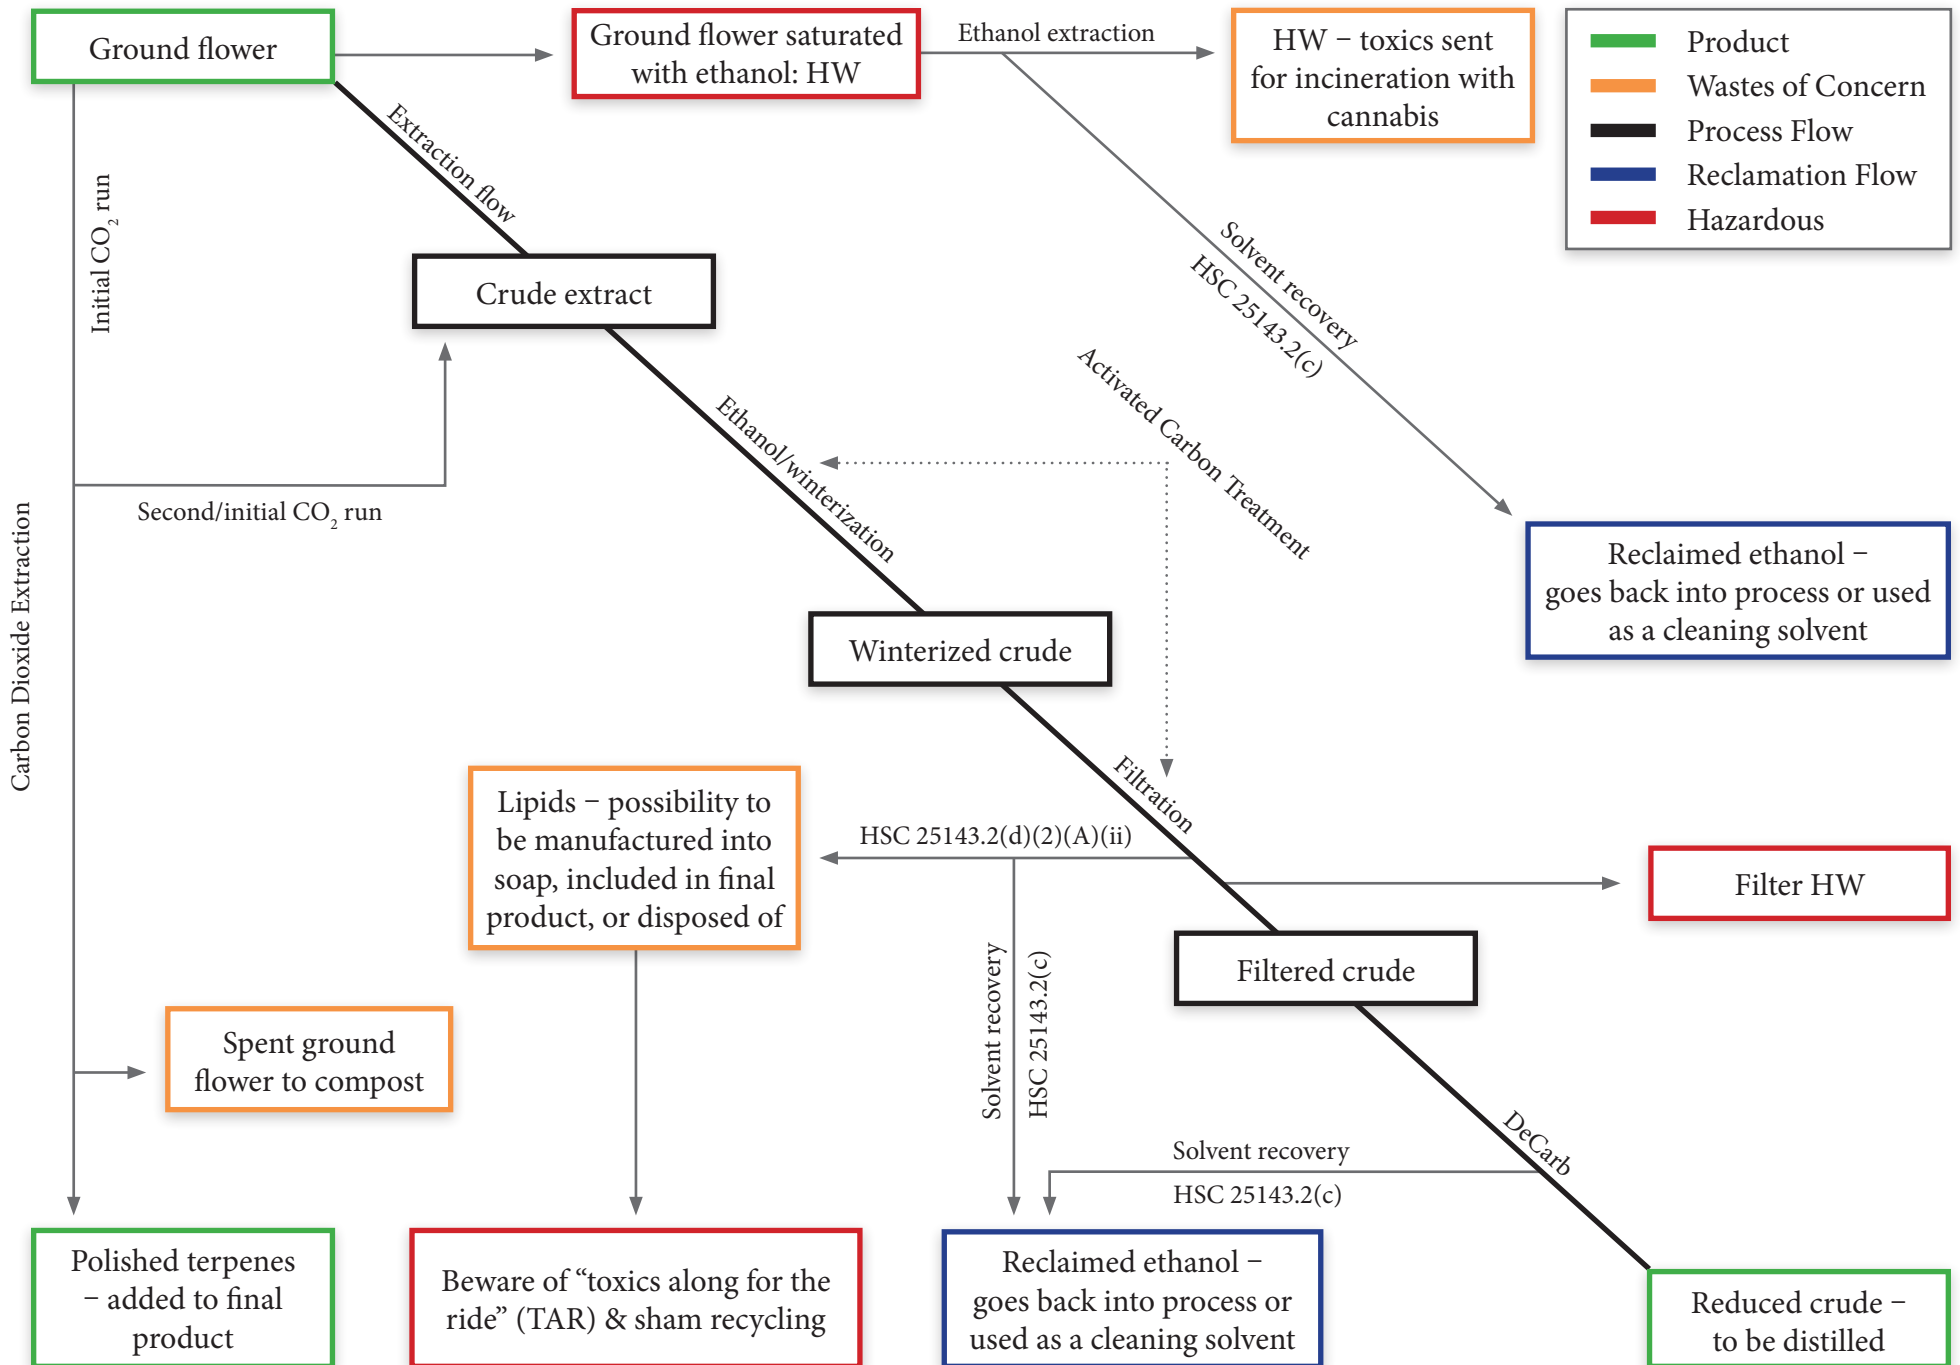 Ground flower
Ground flower saturated
with ethanol: HW
Ethanol extraction
HW – toxics sent
for incineration with
cannabis
Product
Wastes of Concern
Process Flow
Reclamation Flow
Hazardous
Extraction flow
Initial CO₂ run
Solvent recovery
HSC 25143.2(c)
Crude extract
Activated Carbon Treatment
Ethanol/winterization
Second/initial CO₂ run
Carbon Dioxide Extraction
Reclaimed ethanol –
goes back into process or used
as a cleaning solvent
Winterized crude
Filtration
Lipids – possibility to
be manufactured into
soap, included in final
product, or disposed of
HSC 25143.2(d)(2)(A)(ii)
Filter HW
Filtered crude
Solvent recovery
HSC 25143.2(c)
Spent ground
flower to compost
DeCarb
Solvent recovery
HSC 25143.2(c)
Polished terpenes
– added to final
product
Beware of “toxics along for the
ride” (TAR) & sham recycling
Reclaimed ethanol –
goes back into process or
used as a cleaning solvent
Reduced crude –
to be distilled